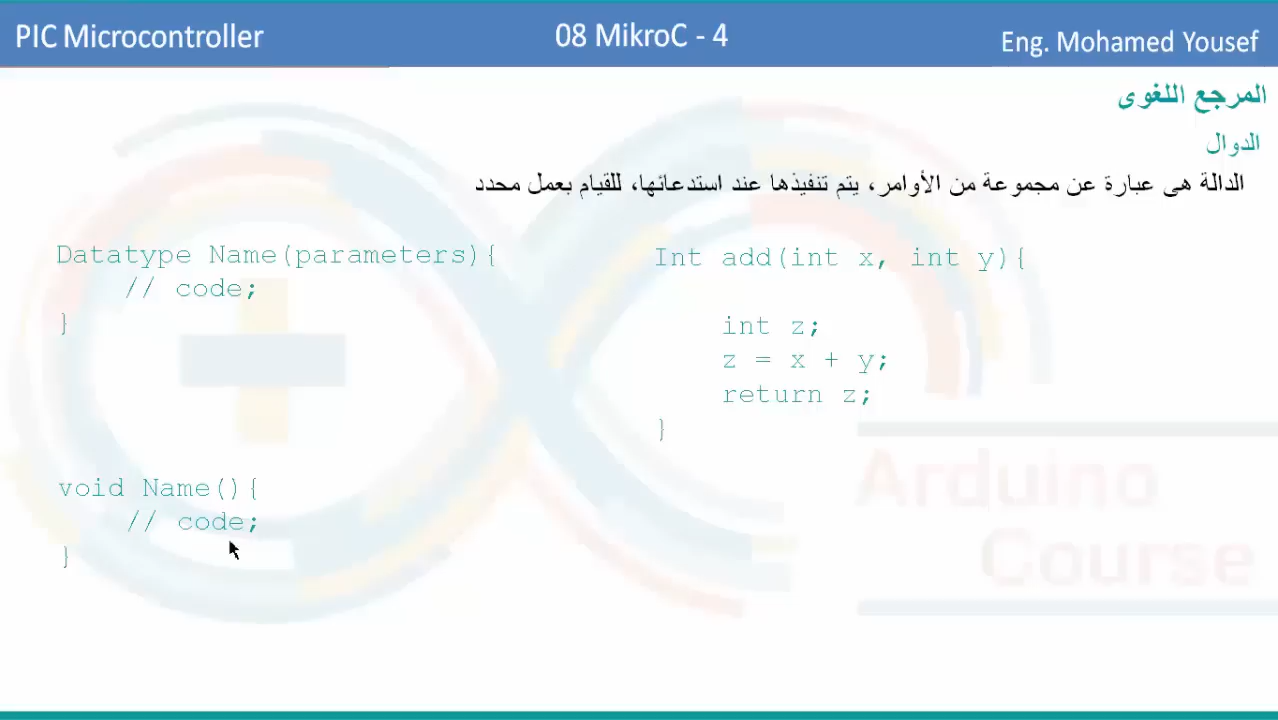 PIC Microcontroller
08 MikroC - 4
Eng. Mohamed Yousef
المرجع اللغوى
الدوال
الدالة هى عبارة عن مجموعة من الأوامر، يتم تنفيذها عند استدعائها، للقيام بعمل محدد
Datatype Name(parameters){
// code;
}
void Name(){
// code;
}
Int add(int x, int y){
int z;
z = x + y;
return z;
}
Arduino
Course